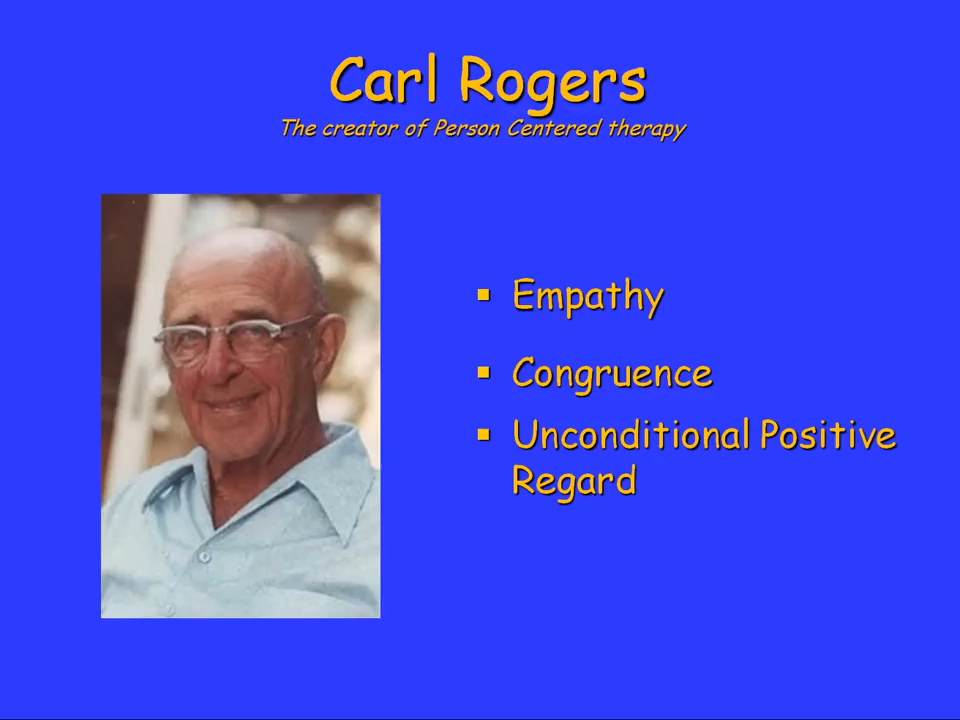 Carl Rogers
The creator of Person Centered therapy
▪ Empathy
▪ Congruence
▪ Unconditional Positive
Regard